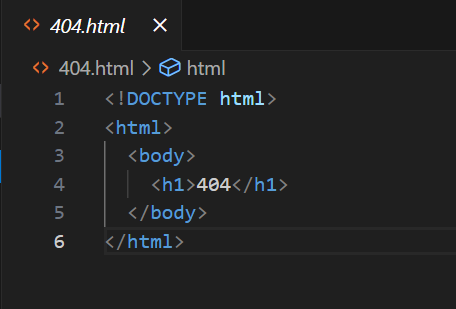 404.html
404.html > html
1 <!DOCTYPE html>
2 <html>
3   <body>
4     <h1>404</h1>
5   </body>
6 </html>